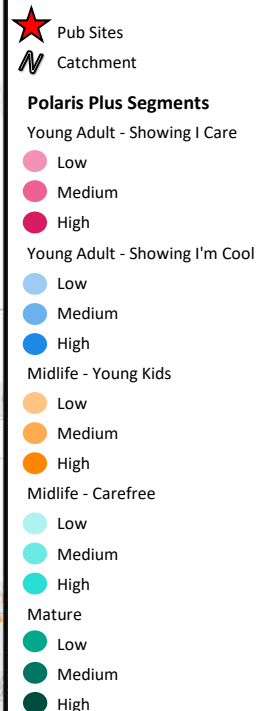 Pub Sites
Catchment
Polaris Plus Segments
Young Adult - Showing I Care
Low
Medium
High
Young Adult - Showing I'm Cool
Low
Medium
High
Midlife - Young Kids
Low
Medium
High
Midlife - Carefree
Low
Medium
High
Mature
Low
Medium
High